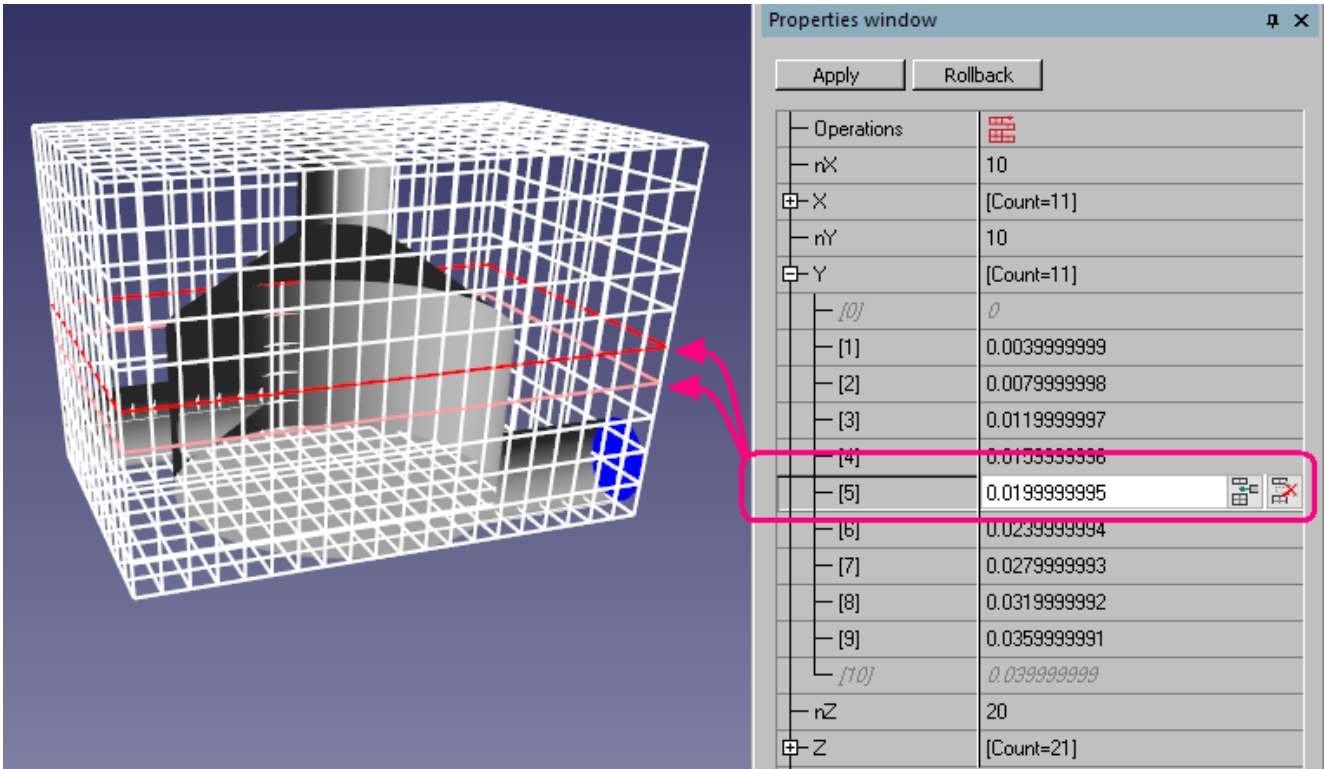 Properties window
Apply Rollback
Operations
nX 10
X [Count=11]
nY 10
Y [Count=11]
[0] 0
[1] 0.0039999999
[2] 0.0079999998
[3] 0.0119999997
[4] 0.0159999996
[5] 0.0199999995
[6] 0.0239999994
[7] 0.0279999993
[8] 0.0319999992
[9] 0.0359999991
[10] 0.039999999
nZ 20
Z [Count=21]